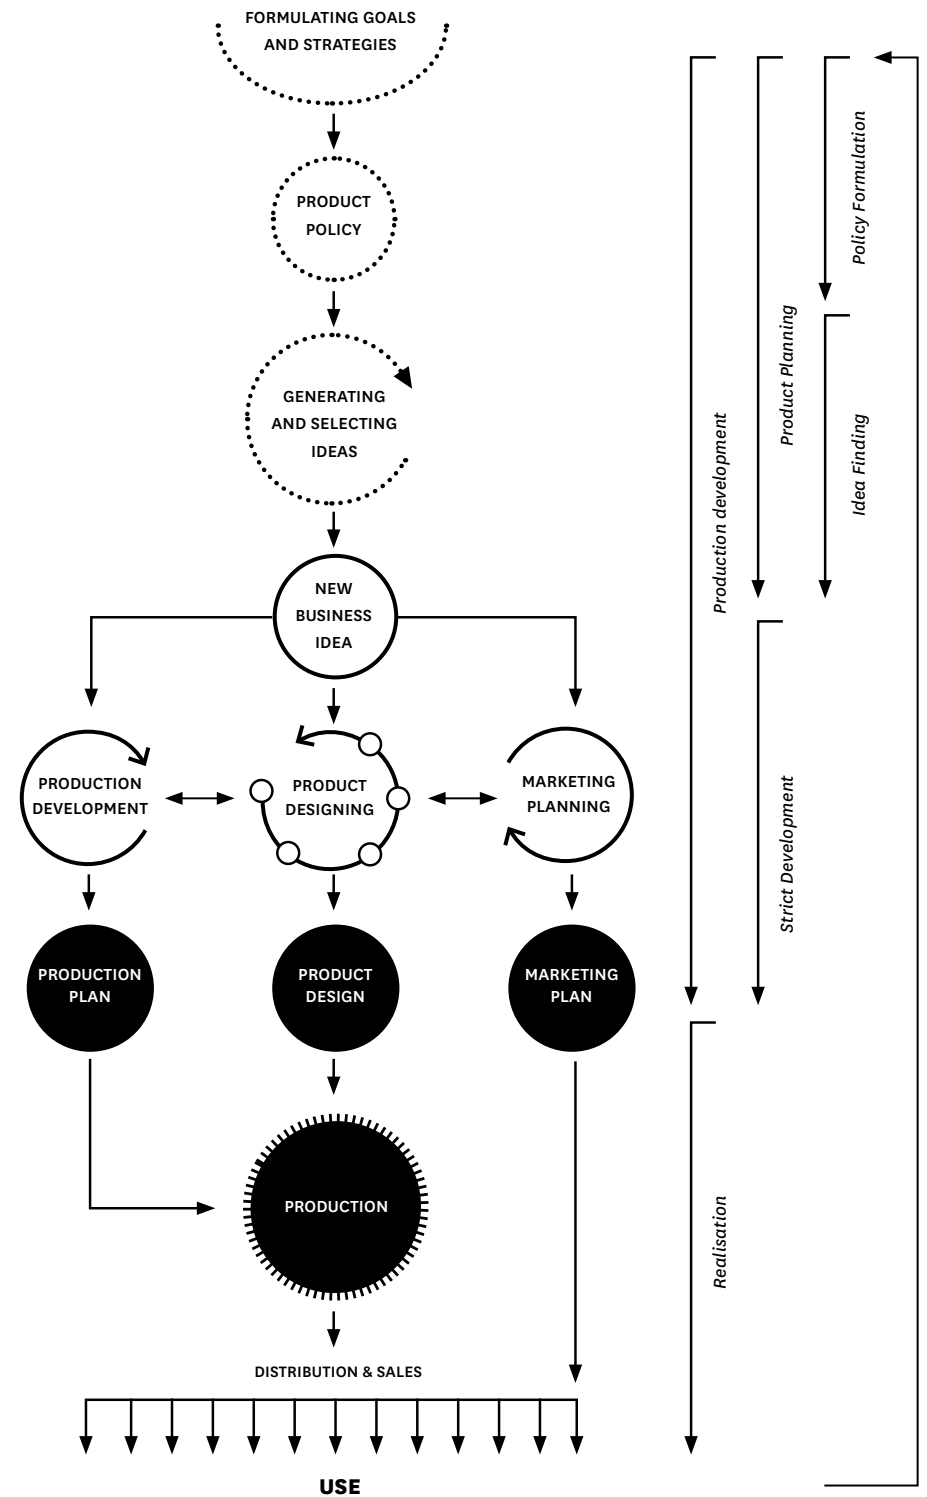 FORMULATING GOALS
AND STRATEGIES
PRODUCT
POLICY
GENERATING
AND SELECTING
IDEAS
NEW
BUSINESS
IDEA
PRODUCTION
DEVELOPMENT
PRODUCT
DESIGNING
MARKETING
PLANNING
PRODUCTION
PLAN
PRODUCT
DESIGN
MARKETING
PLAN
PRODUCTION
DISTRIBUTION & SALES
USE
Production development
Product Planning
Policy Formulation
Idea Finding
Strict Development
Realisation